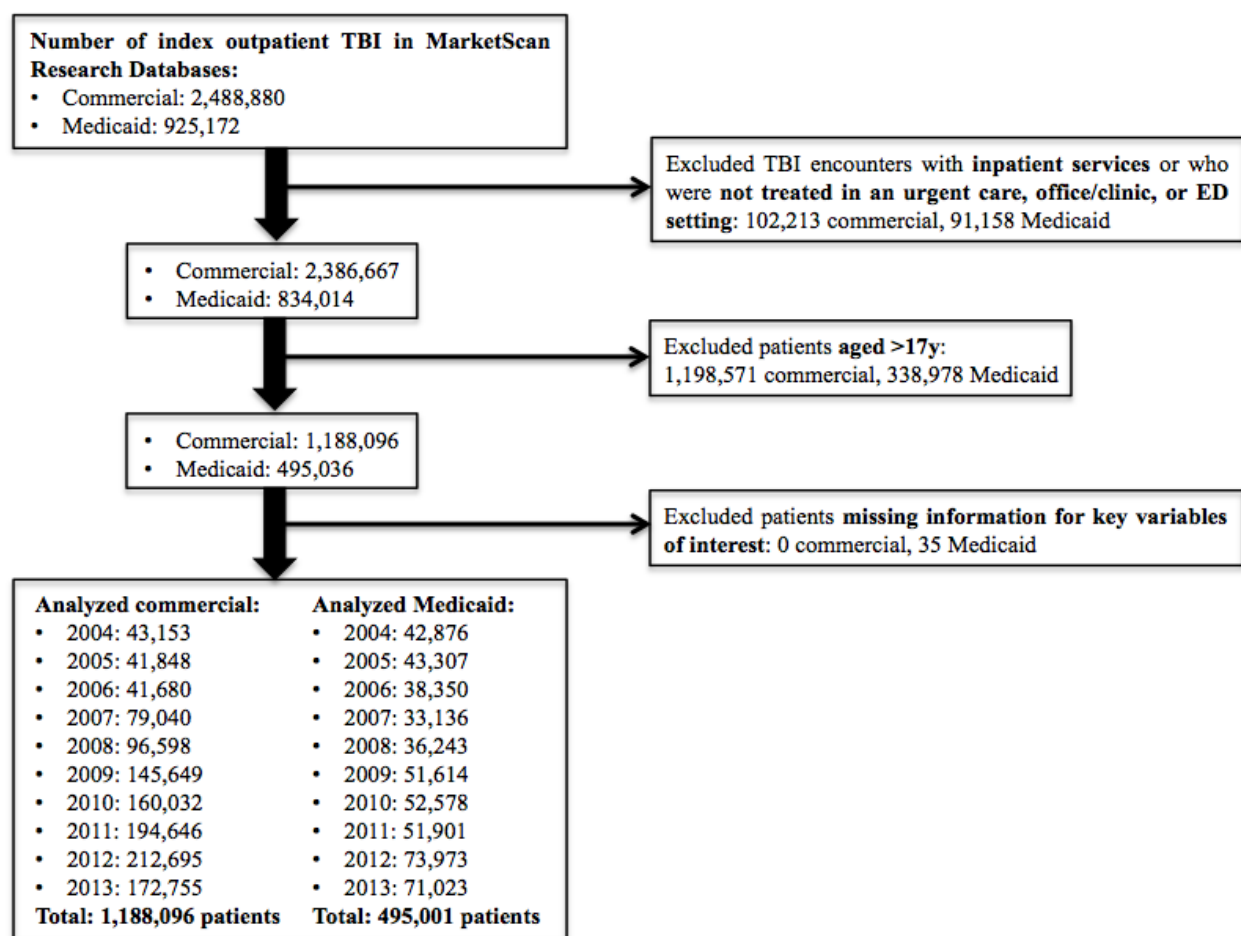 Number of index outpatient TBI in MarketScan
Research Databases:
• Commercial: 2,488,880
• Medicaid: 925,172
Excluded TBI encounters with inpatient services or who
were not treated in an urgent care, office/clinic, or ED
setting: 102,213 commercial, 91,158 Medicaid
• Commercial: 2,386,667
• Medicaid: 834,014
Excluded patients aged >17y:
1,198,571 commercial, 338,978 Medicaid
• Commercial: 1,188,096
• Medicaid: 495,036
Excluded patients missing information for key variables
of interest: 0 commercial, 35 Medicaid
Analyzed commercial:
• 2004: 43,153
• 2005: 41,848
• 2006: 41,680
• 2007: 79,040
• 2008: 96,598
• 2009: 145,649
• 2010: 160,032
• 2011: 194,646
• 2012: 212,695
• 2013: 172,755
Total: 1,188,096 patients
Analyzed Medicaid:
• 2004: 42,876
• 2005: 43,307
• 2006: 38,350
• 2007: 33,136
• 2008: 36,243
• 2009: 51,614
• 2010: 52,578
• 2011: 51,901
• 2012: 73,973
• 2013: 71,023
Total: 495,001 patients